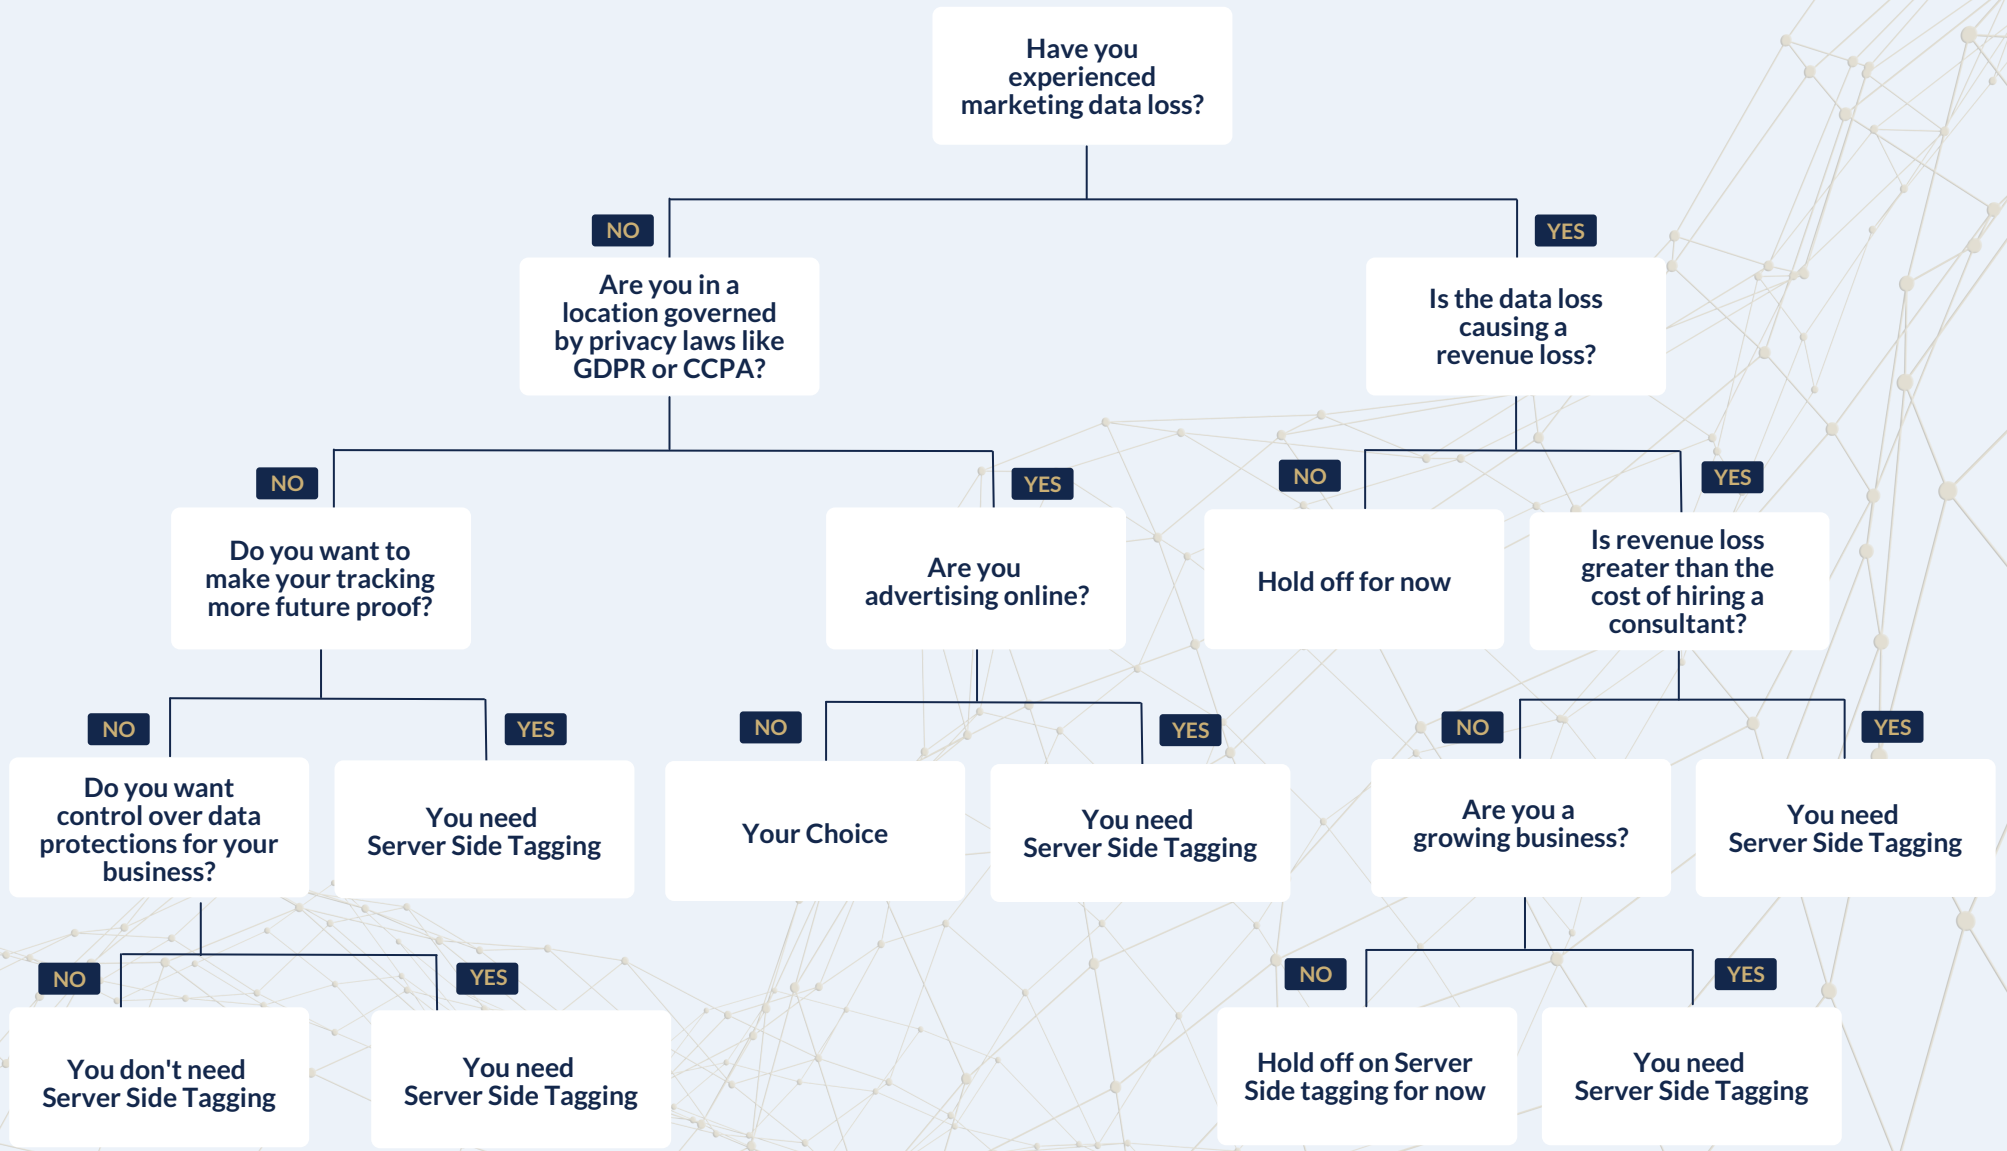 Have you
experienced
marketing data loss?
NO
YES
Are you in a
location governed
by privacy laws like
GDPR or CCPA?
Is the data loss
causing a
revenue loss?
NO
YES
NO
YES
Do you want to
make your tracking
more future proof?
Are you
advertising online?
Hold off for now
Is revenue loss
greater than the
cost of hiring a
consultant?
NO
YES
NO
YES
NO
YES
Do you want
control over data
protections for your
business?
You need
Server Side Tagging
Your Choice
You need
Server Side Tagging
Are you a
growing business?
You need
Server Side Tagging
NO
YES
NO
YES
You don't need
Server Side Tagging
You need
Server Side Tagging
Hold off on Server
Side tagging for now
You need
Server Side Tagging